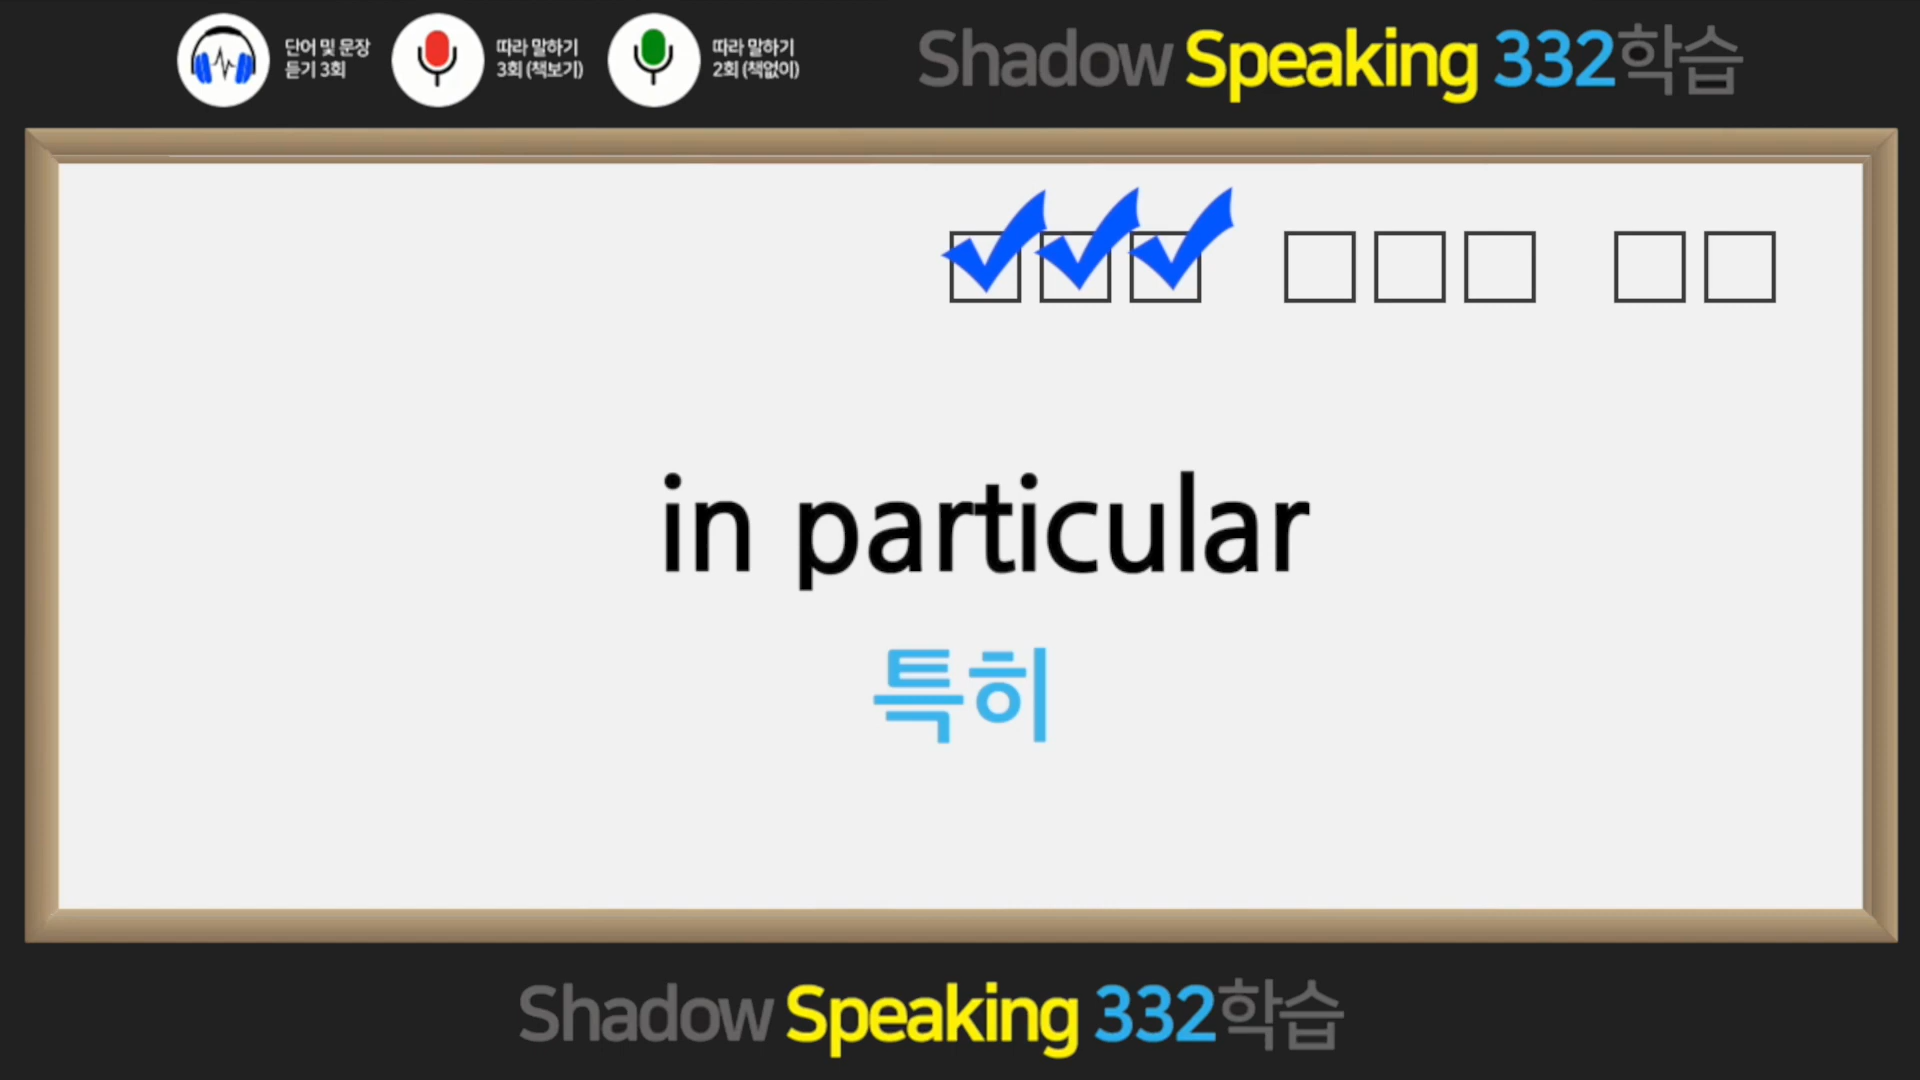 단어 및 문장
듣기 3회
따라 말하기
3회 (책보기)
따라 말하기
2회 (책없이)
Shadow Speaking 332학습
in particular
특히
Shadow Speaking 332학습